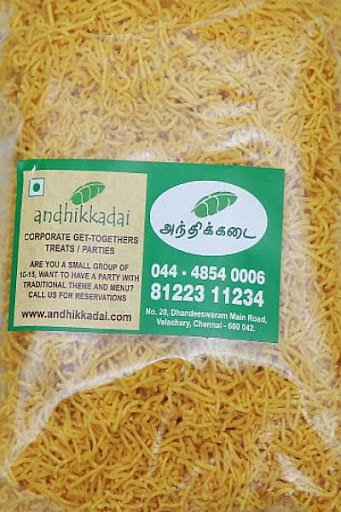 andhikkadai
CORPORATE GET-TOGETHERS
TREATS / PARTIES
ARE YOU A SMALL GROUP OF
10-15, WANT TO HAVE A PARTY WITH
TRADITIONAL THEME AND MENU?
CALL US FOR RESERVATIONS
www.andhikkadai.com
அந்திக்கடை
044 - 4854 0006
81223 11234
No. 20, Dhandeeswaram Main Road,
Velachery, Chennai - 600 042.